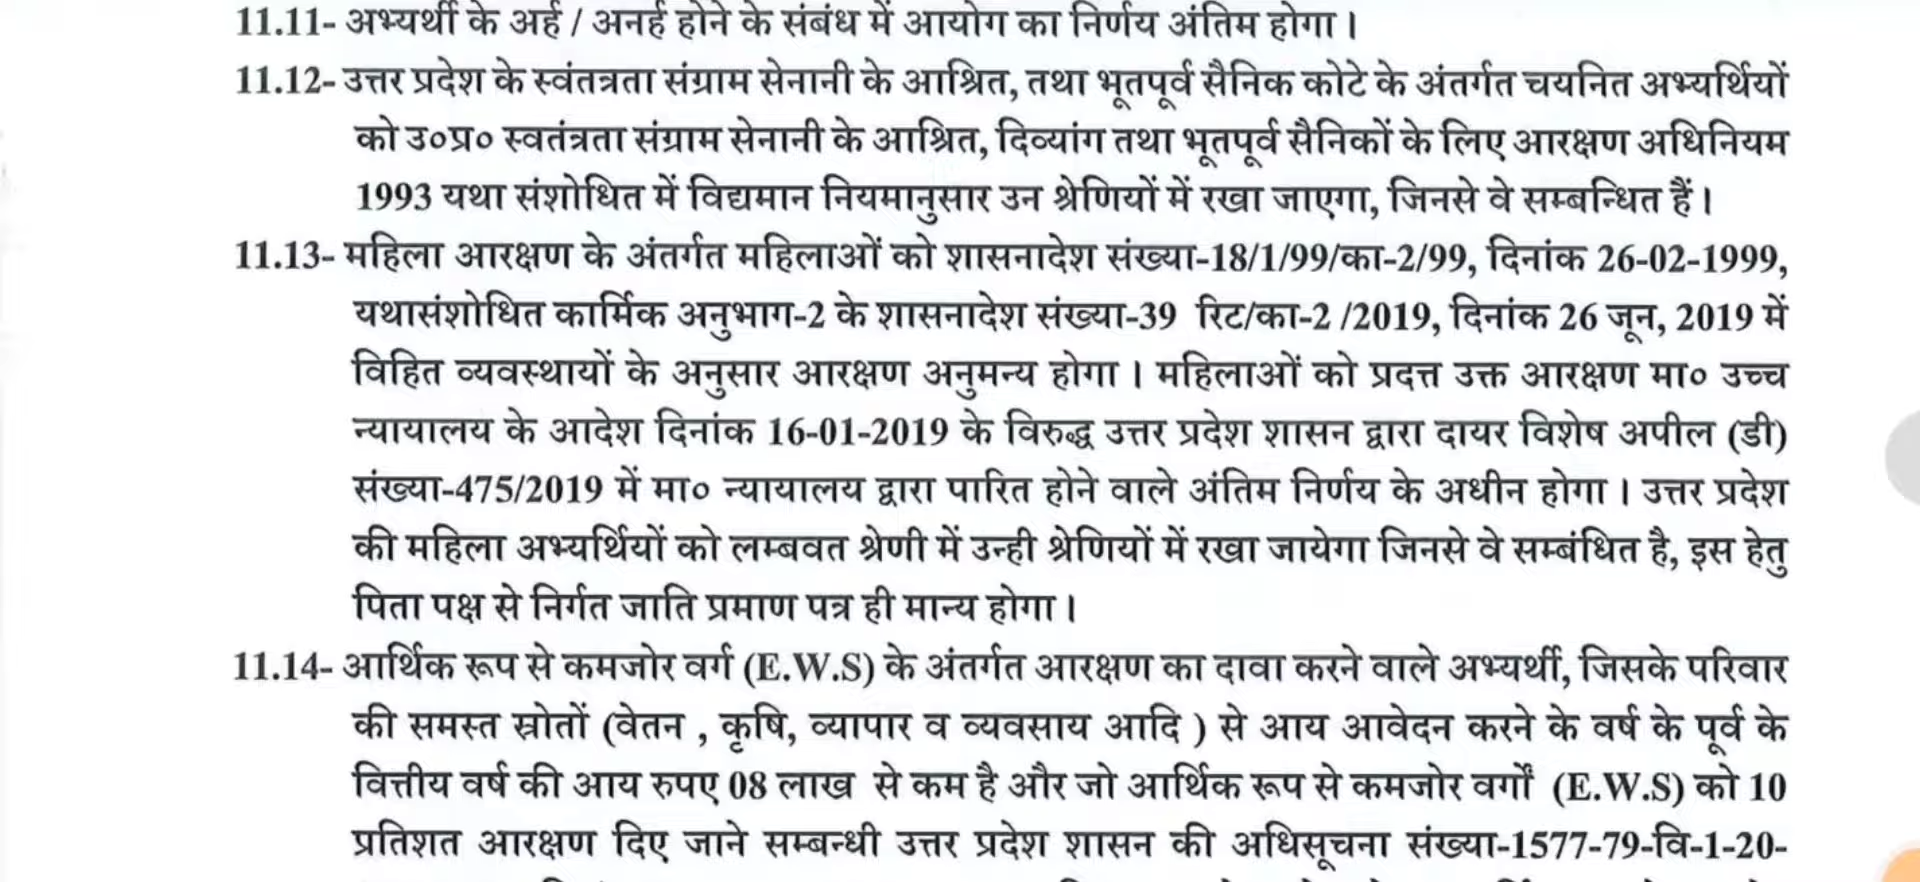 11.11- अभ्यर्थी के अर्ह / अनर्ह होने के संबंध में आयोग का निर्णय अंतिम होगा।
11.12- उत्तर प्रदेश के स्वंतत्रता संग्राम सेनानी के आश्रित, तथा भूतपूर्व सैनिक कोटे के अंतर्गत चयनित अभ्यर्थियों
को उ०प्र० स्वतंत्रता संग्राम सेनानी के आश्रित, दिव्यांग तथा भूतपूर्व सैनिकों के लिए आरक्षण अधिनियम
1993 यथा संशोधित में विद्यमान नियमानुसार उन श्रेणियों में रखा जाएगा, जिनसे वे सम्बन्धित हैं।
11.13- महिला आरक्षण के अंतर्गत महिलाओं को शासनादेश संख्या-18/1/99/का-2/99, दिनांक 26-02-1999,
यथासंशोधित कार्मिक अनुभाग-2 के शासनादेश संख्या-39 रिट/का-2 /2019, दिनांक 26 जून, 2019 में
विहित व्यवस्थायों के अनुसार आरक्षण अनुमन्य होगा। महिलाओं को प्रदत्त उक्त आरक्षण मा० उच्च
न्यायालय के आदेश दिनांक 16-01-2019 के विरुद्ध उत्तर प्रदेश शासन द्वारा दायर विशेष अपील (डी)
संख्या-475/2019 में मा० न्यायालय द्वारा पारित होने वाले अंतिम निर्णय के अधीन होगा। उत्तर प्रदेश
की महिला अभ्यर्थियों को लम्बवत श्रेणी में उन्ही श्रेणियों में रखा जायेगा जिनसे वे सम्बंधित है, इस हेतु
पिता पक्ष से निर्गत जाति प्रमाण पत्र ही मान्य होगा।
11.14- आर्थिक रूप से कमजोर वर्ग (E.W.S) के अंतर्गत आरक्षण का दावा करने वाले अभ्यर्थी, जिसके परिवार
की समस्त स्रोतों (वेतन , कृषि, व्यापार व व्यवसाय आदि ) से आय आवेदन करने के वर्ष के पूर्व के
वित्तीय वर्ष की आय रुपए 08 लाख से कम है और जो आर्थिक रूप से कमजोर वर्गों (E.W.S) को 10
प्रतिशत आरक्षण दिए जाने सम्बन्धी उत्तर प्रदेश शासन की अधिसूचना संख्या-1577-79-वि-1-20-